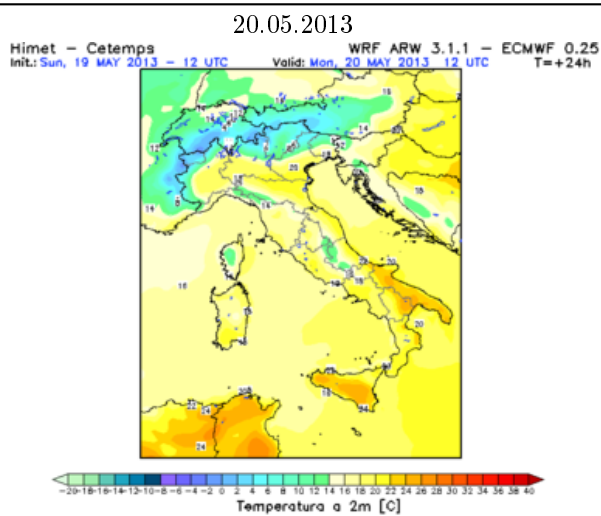 20.05.2013
Himet – Cetemps WRF ARW 3.1.1 – ECMWF 0.25
Init.: Sun, 19 MAY 2013 – 12 UTC Valid: Mon, 20 MAY 2013 12 UTC T=+24h
-20-18-16-14-12-10-8 -6 -4 -2 0 2 4 6 8 10 12 14 16 18 20 22 24 26 28 30 32 34 36 38 40
Temperatura a 2m [C]